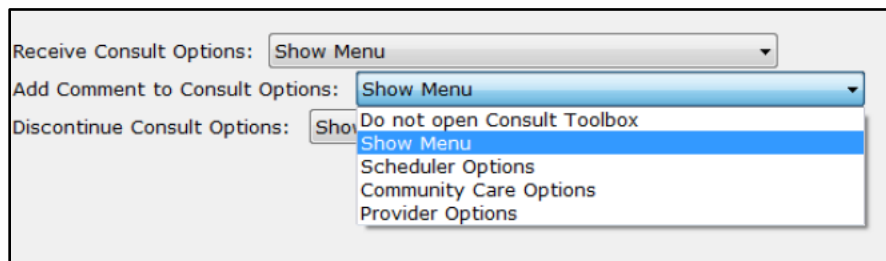 Receive Consult Options: Show Menu
Add Comment to Consult Options: Show Menu
Do not open Consult Toolbox
Discontinue Consult Options:
Show Menu
Scheduler Options
Community Care Options
Provider Options